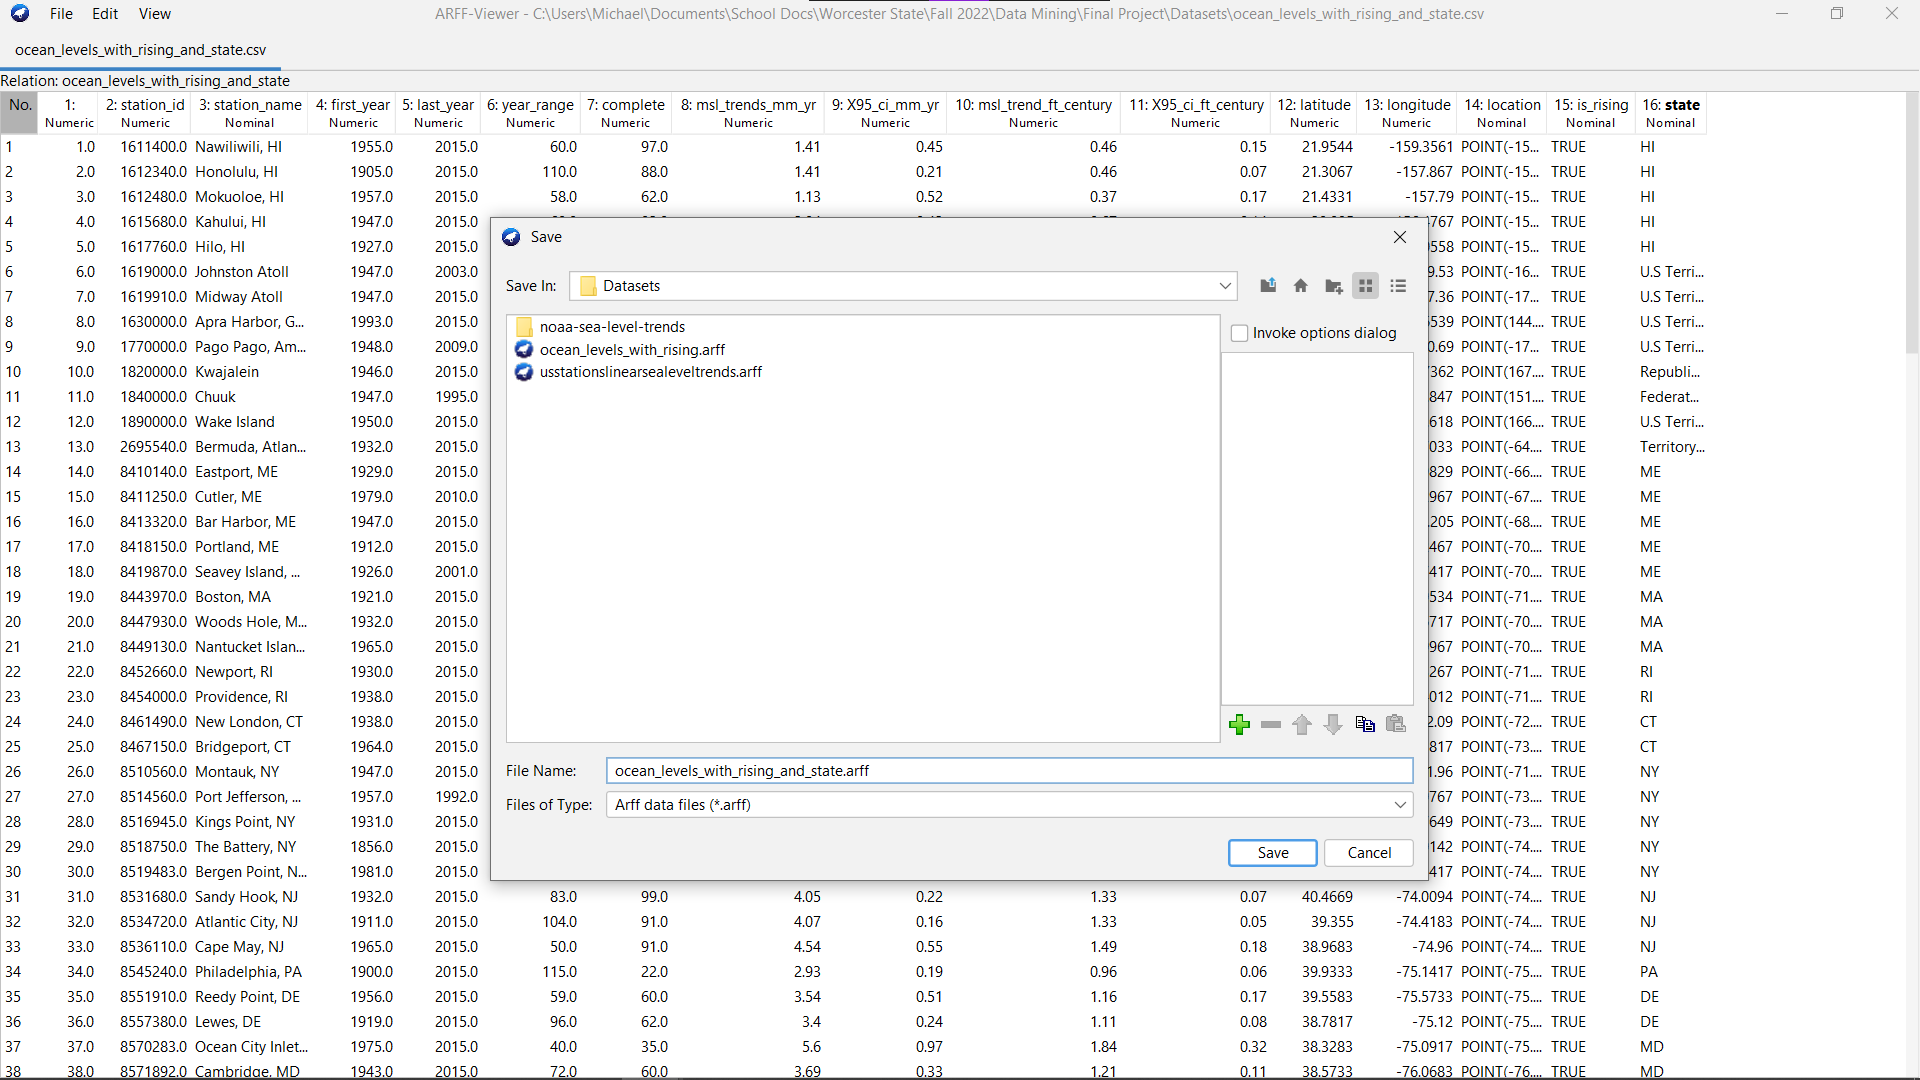 File Edit View ARFF-Viewer - C:\Users\Michael\Documents\School Docs\Worcester State\Fall 2022\Data Mining\Final Project\Datasets\ocean_levels_with_rising_and_state.csv
ocean_levels_with_rising_and_state.csv
Relation: ocean_levels_with_rising_and_state
No. 1: 2: station_id 3: station_name 4: first_year 5: last_year 6: year_range 7: complete 8: msl_trends_mm_yr 9: X95_ci_mm_yr 10: msl_trend_ft_century 11: X95_ci_ft_century 12: latitude 13: longitude 14: location 15: is_rising 16: state
Numeric Numeric Nominal Numeric Numeric Numeric Numeric Numeric Numeric Numeric Numeric Numeric Numeric Nominal Nominal Nominal
1 1.0 1611400.0 Nawiliwili, HI 1955.0 2015.0 60.0 97.0 1.41 0.45 0.46 0.15 21.9544 -159.3561 POINT(-15... TRUE HI
2 2.0 1612340.0 Honolulu, HI 1905.0 2015.0 110.0 88.0 1.41 0.21 0.46 0.07 21.3067 -157.867 POINT(-15... TRUE HI
3 3.0 1612480.0 Mokuoloe, HI 1957.0 2015.0 58.0 62.0 1.13 0.52 0.37 0.17 21.4331 -157.79 POINT(-15... TRUE HI
4 4.0 1615680.0 Kahului, HI 1947.0 2015.0 4767 POINT(-15... TRUE HI
5 5.0 1617760.0 Hilo, HI 1927.0 2015.0 558 POINT(-15... TRUE HI
6 6.0 1619000.0 Johnston Atoll 1947.0 2003.0 9.53 POINT(-16... TRUE U.S Terri...
7 7.0 1619910.0 Midway Atoll 1947.0 2015.0 7.36 POINT(-17... TRUE U.S Terri...
8 8.0 1630000.0 Apra Harbor, G... 1993.0 2015.0 539 POINT(144.... TRUE U.S Terri...
9 9.0 1770000.0 Pago Pago, Am... 1948.0 2009.0 0.69 POINT(-17... TRUE U.S Terri...
10 10.0 1820000.0 Kwajalein 1946.0 2015.0 362 POINT(167.... TRUE Republi...
11 11.0 1840000.0 Chuuk 1947.0 1995.0 847 POINT(151.... TRUE Federat...
12 12.0 1890000.0 Wake Island 1950.0 2015.0 618 POINT(166.... TRUE U.S Terri...
13 13.0 2695540.0 Bermuda, Atlan... 1932.0 2015.0 033 POINT(-64.... TRUE Territory...
14 14.0 8410140.0 Eastport, ME 1929.0 2015.0 829 POINT(-66.... TRUE ME
15 15.0 8411250.0 Cutler, ME 1979.0 2010.0 967 POINT(-67.... TRUE ME
16 16.0 8413320.0 Bar Harbor, ME 1947.0 2015.0 .205 POINT(-68.... TRUE ME
17 17.0 8418150.0 Portland, ME 1912.0 2015.0 467 POINT(-70.... TRUE ME
18 18.0 8419870.0 Seavey Island, ... 1926.0 2001.0 417 POINT(-70.... TRUE ME
19 19.0 8443970.0 Boston, MA 1921.0 2015.0 534 POINT(-71.... TRUE MA
20 20.0 8447930.0 Woods Hole, M... 1932.0 2015.0 717 POINT(-70.... TRUE MA
21 21.0 8449130.0 Nantucket Islan... 1965.0 2015.0 967 POINT(-70.... TRUE MA
22 22.0 8452660.0 Newport, RI 1930.0 2015.0 267 POINT(-71.... TRUE RI
23 23.0 8454000.0 Providence, RI 1938.0 2015.0 012 POINT(-71.... TRUE RI
24 24.0 8461490.0 New London, CT 1938.0 2015.0 2.09 POINT(-72.... TRUE CT
25 25.0 8467150.0 Bridgeport, CT 1964.0 2015.0 817 POINT(-73.... TRUE CT
26 26.0 8510560.0 Montauk, NY 1947.0 2015.0 1.96 POINT(-71.... TRUE NY
27 27.0 8514560.0 Port Jefferson, ... 1957.0 1992.0 767 POINT(-73.... TRUE NY
28 28.0 8516945.0 Kings Point, NY 1931.0 2015.0 649 POINT(-73.... TRUE NY
29 29.0 8518750.0 The Battery, NY 1856.0 2015.0 142 POINT(-74.... TRUE NY
30 30.0 8519483.0 Bergen Point, N... 1981.0 2015.0 417 POINT(-74.... TRUE NY
31 31.0 8531680.0 Sandy Hook, NJ 1932.0 2015.0 83.0 99.0 4.05 0.22 1.33 0.07 40.4669 -74.0094 POINT(-74.... TRUE NJ
32 32.0 8534720.0 Atlantic City, NJ 1911.0 2015.0 104.0 91.0 4.07 0.16 1.33 0.05 39.355 -74.4183 POINT(-74.... TRUE NJ
33 33.0 8536110.0 Cape May, NJ 1965.0 2015.0 50.0 91.0 4.54 0.55 1.49 0.18 38.9683 -74.96 POINT(-74.... TRUE NJ
34 34.0 8545240.0 Philadelphia, PA 1900.0 2015.0 115.0 22.0 2.93 0.19 0.96 0.06 39.9333 -75.1417 POINT(-75.... TRUE PA
35 35.0 8551910.0 Reedy Point, DE 1956.0 2015.0 59.0 60.0 3.54 0.51 1.16 0.17 39.5583 -75.5733 POINT(-75.... TRUE DE
36 36.0 8557380.0 Lewes, DE 1919.0 2015.0 96.0 62.0 3.4 0.24 1.11 0.08 38.7817 -75.12 POINT(-75.... TRUE DE
37 37.0 8570283.0 Ocean City Inlet... 1975.0 2015.0 40.0 35.0 5.6 0.97 1.84 0.32 38.3283 -75.0917 POINT(-75.... TRUE MD
38 38.0 8571892.0 Cambridge, MD 1943.0 2015.0 72.0 60.0 3.69 0.33 1.21 0.11 38.5733 -76.0683 POINT(-76.... TRUE MD
Save
Save In: Datasets
noaa-sea-level-trends
ocean_levels_with_rising.arff
usstationslinearsealeveltrends.arff
Invoke options dialog
File Name: ocean_levels_with_rising_and_state.arff
Files of Type: Arff data files (*.arff)
Save Cancel